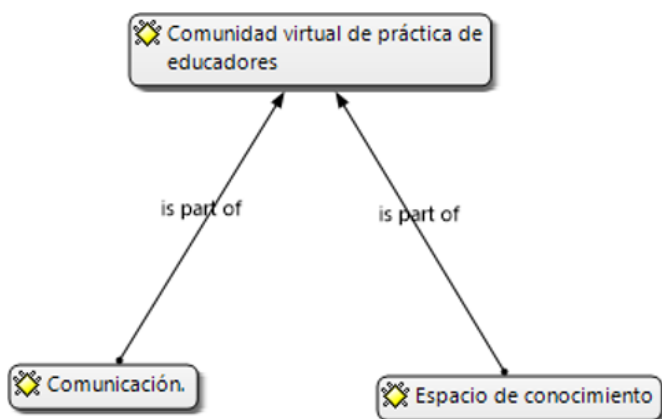 Comunidad virtual de práctica de
educadores
is part of
is part of
Comunicación.
Espacio de conocimiento